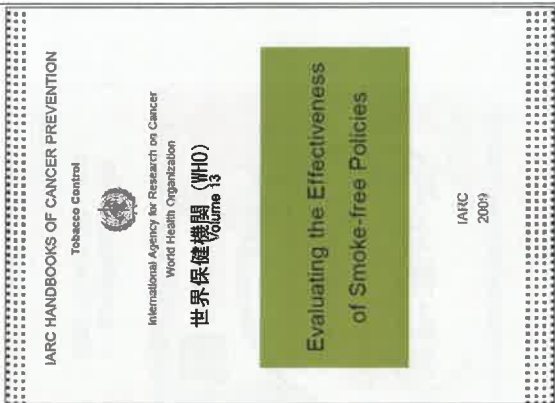 IARC HANDBOOKS OF CANCER PREVENTION
Tobacco Control
International Agency for Research on Cancer
World Health Organization
世界保健機関 (WHO)
Volume 13
Evaluating the Effectiveness
of Smoke-free Policies
IARC
2009